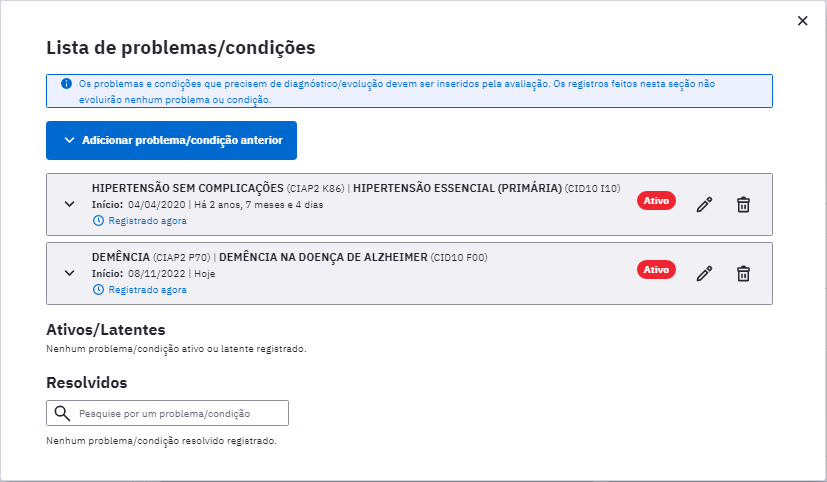 Lista de problemas/condições
Os problemas e condições que precisem de diagnóstico/evolução devem ser inseridos pela avaliação. Os registros feitos nesta seção não
evoluirão nenhum problema ou condição.
Adicionar problema/condição anterior
HIPERTENSÃO SEM COMPLICAÇÕES (CIAP2 K86) | HIPERTENSÃO ESSENCIAL (PRIMÁRIA) (CID10 I10)
Início: 04/04/2020 | Há 2 anos, 7 meses e 4 dias
Registrado agora
Ativo
DEMÊNCIA (CIAP2 P70) | DEMÊNCIA NA DOENÇA DE ALZHEIMER (CID10 F00)
Início: 08/11/2022 | Hoje
Registrado agora
Ativo
Ativos/Latentes
Nenhum problema/condição ativo ou latente registrado.
Resolvidos
Pesquise por um problema/condição
Nenhum problema/condição resolvido registrado.